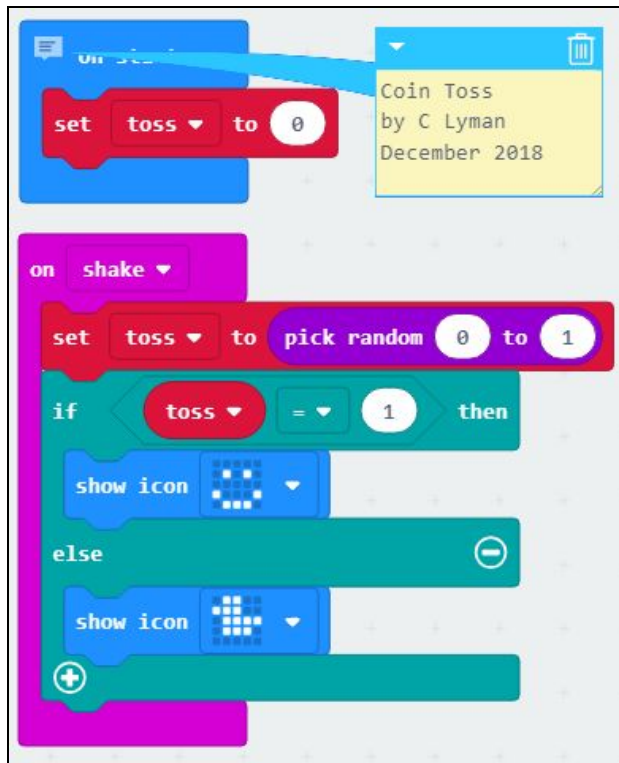 Coin Toss
by C Lyman
December 2018
set toss to 0
on shake
set toss to pick random 0 to 1
if toss = 1 then
show icon
else
show icon